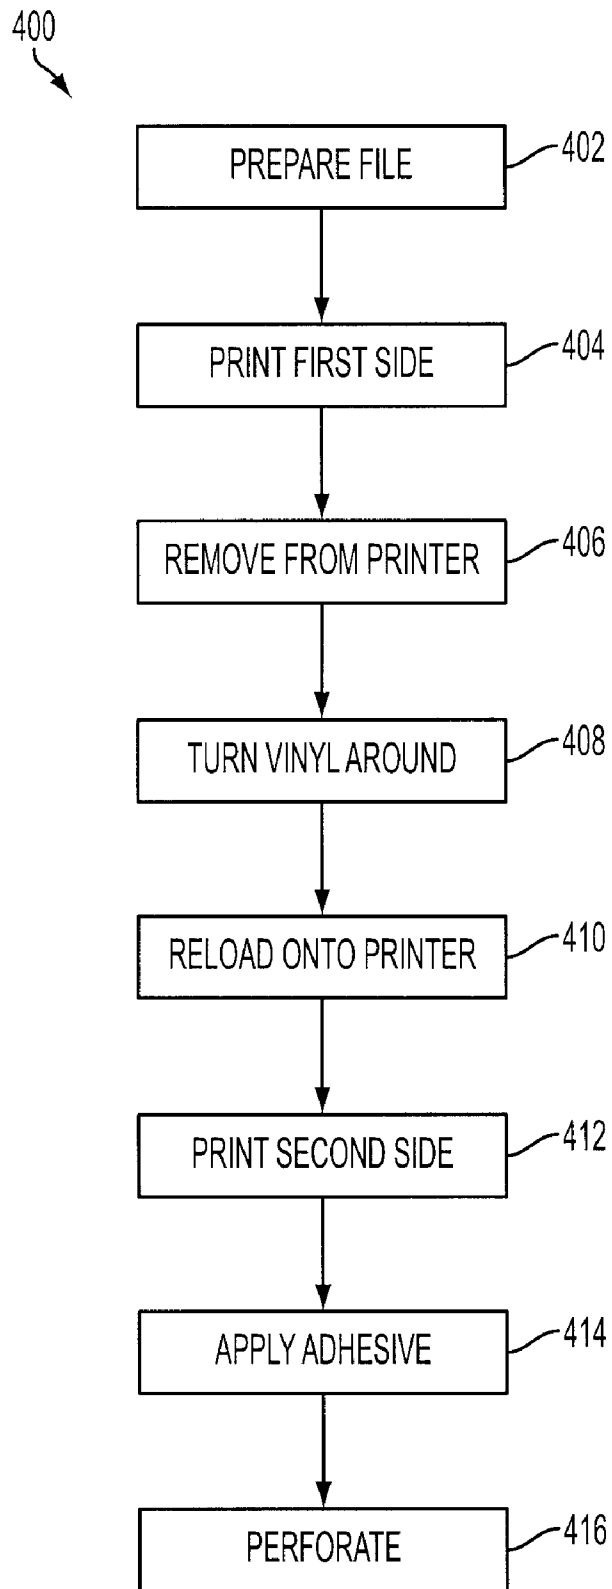 400
PREPARE FILE 402
PRINT FIRST SIDE 404
REMOVE FROM PRINTER 406
TURN VINYL AROUND 408
RELOAD ONTO PRINTER 410
PRINT SECOND SIDE 412
APPLY ADHESIVE 414
PERFORATE 416